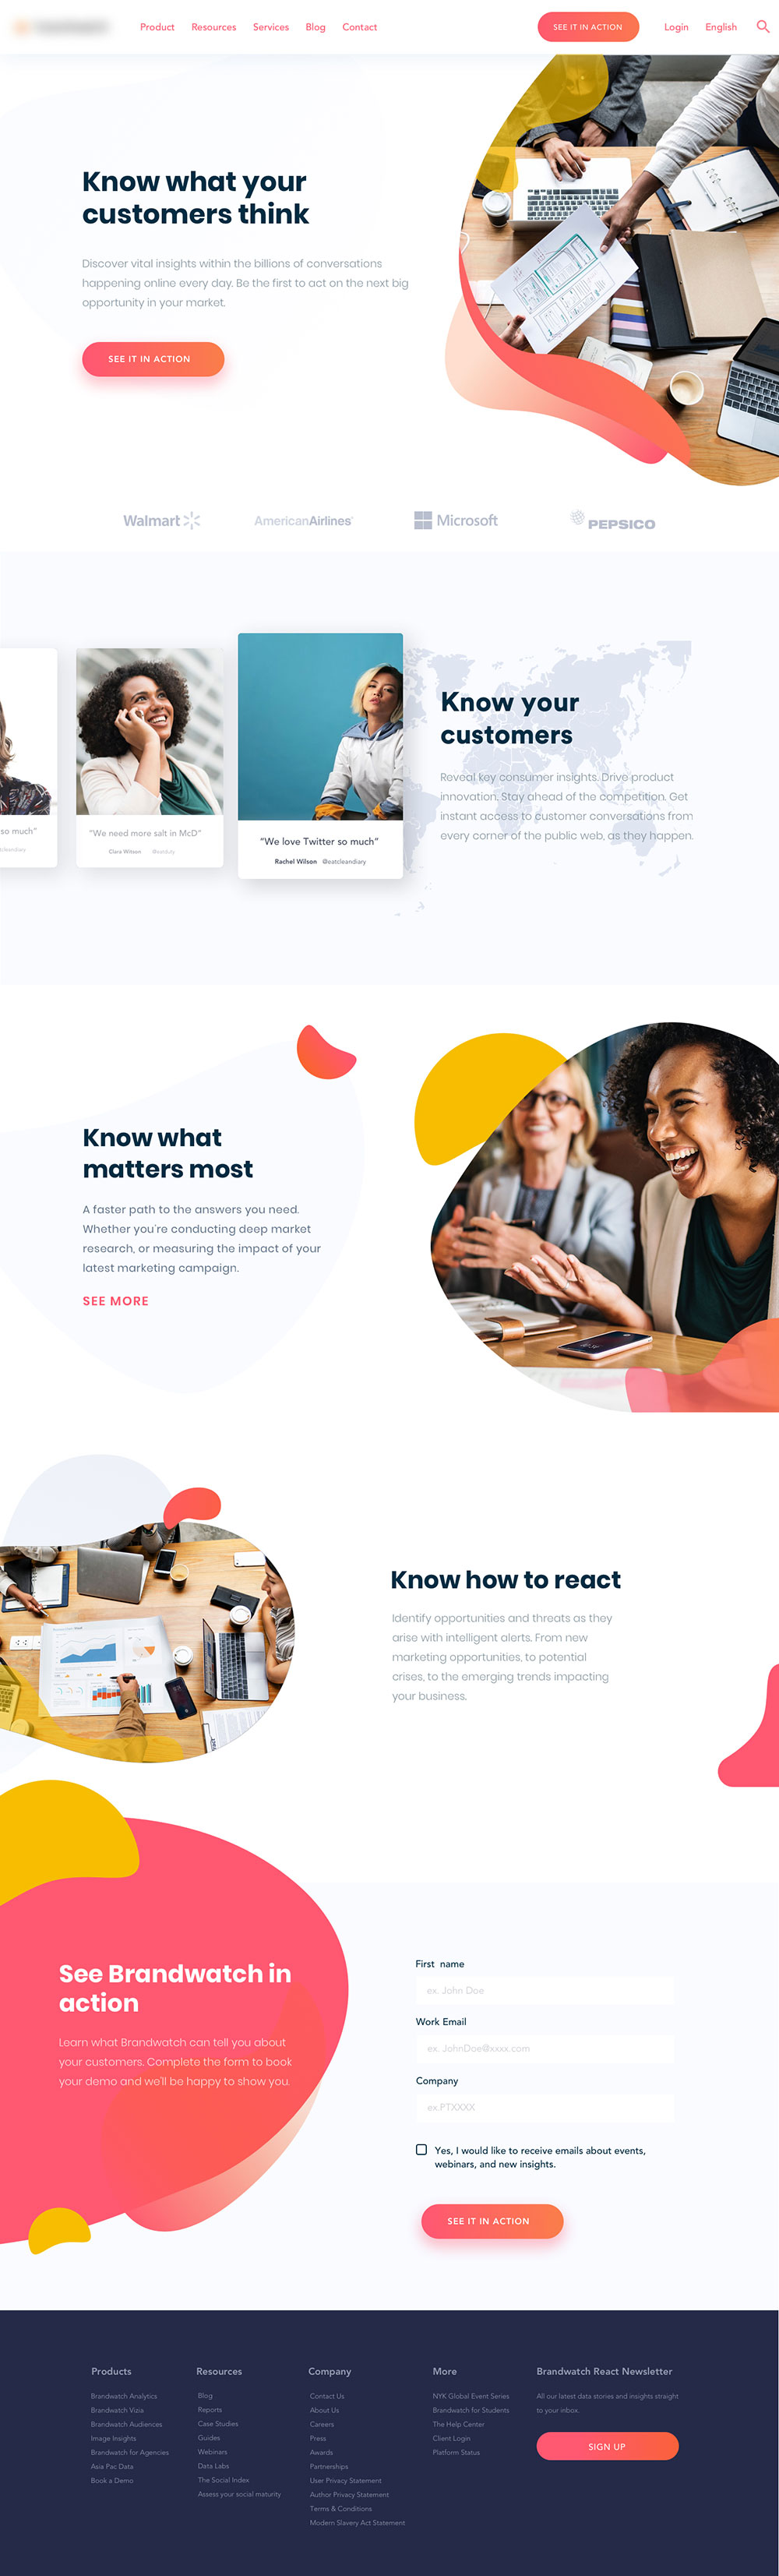 Product Resources Services Blog Contact SEE IT IN ACTION Login English
Know what your
customers think
Discover vital insights within the billions of conversations
happening online every day. Be the first to act on the next big
opportunity in your market.
SEE IT IN ACTION
Walmart AmericanAirlines Microsoft PEPSICO
so much”
“We need more salt in McD”
Clara Wilson
“We love Twitter so much”
Rachel Wilson @eatcleandiary
Know your
customers
Reveal key consumer insights. Drive product
innovation. Stay ahead of the competition. Get
instant access to customer conversations from
every corner of the public web, as they happen.
Know what
matters most
A faster path to the answers you need.
Whether you're conducting deep market
research, or measuring the impact of your
latest marketing campaign.
SEE MORE
Know how to react
Identify opportunities and threats as they
arise with intelligent alerts. From new
marketing opportunities, to potential
crises, to the emerging trends impacting
your business.
See Brandwatch in
action
Learn what Brandwatch can tell you about
your customers. Complete the form to book
your demo and we'll be happy to show you.
First name
ex. John Doe
Work Email
ex. JohnDoe@xxxx.com
Company
ex.PTXXXX
Yes, I would like to receive emails about events,
webinars, and new insights.
SEE IT IN ACTION
Products
Brandwatch Analytics
Brandwatch Vizia
Brandwatch Audiences
Image Insights
Brandwatch for Agencies
Asia Pac Data
Book a Demo
Resources
Blog
Reports
Case Studies
Guides
Webinars
Data Labs
The Social Index
Assess your social maturity
Company
Contact Us
About Us
Careers
Press
Awards
Partnerships
User Privacy Statement
Author Privacy Statement
Terms & Conditions
Modern Slavery Act Statement
More
NYK Global Event Series
Brandwatch for Students
The Help Center
Client Login
Platform Status
Brandwatch React Newsletter
All our latest data stories and insights straight
to your inbox.
SIGN UP